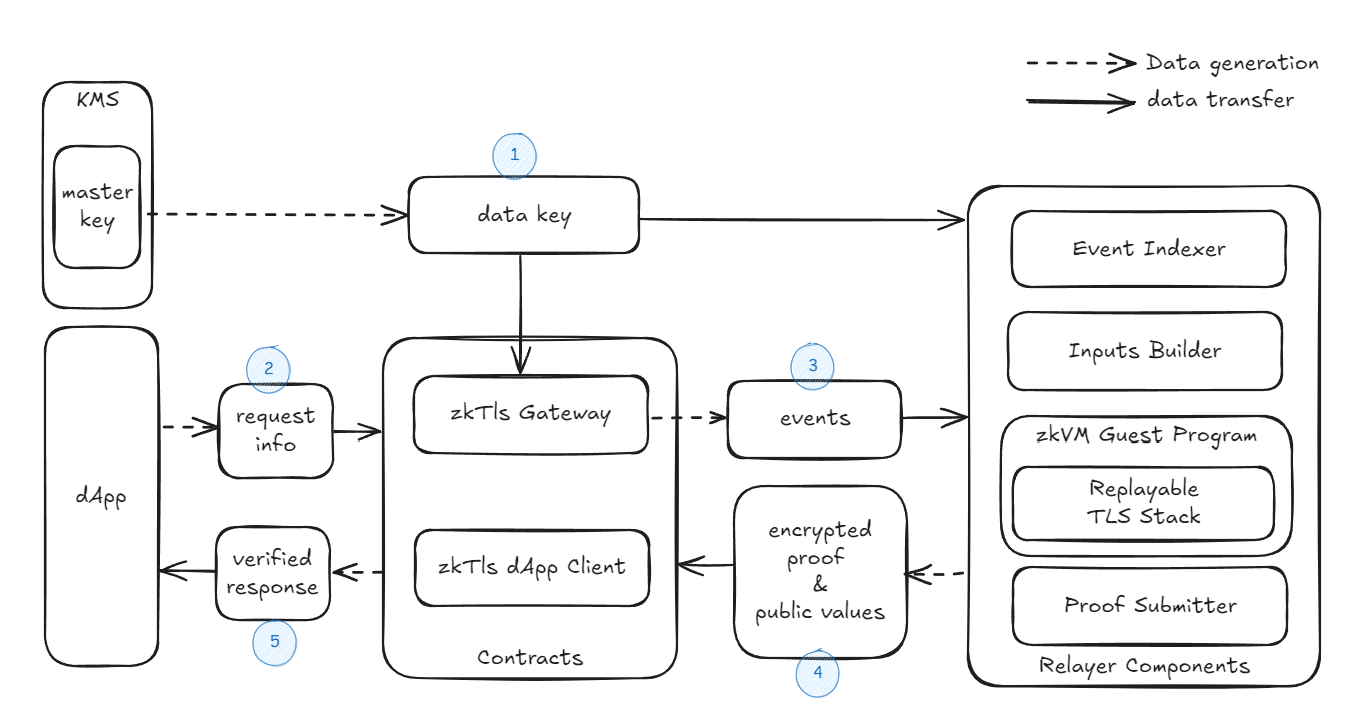 Data generation
data transfer
KMS
master
key
1
data key
Event Indexer
Inputs Builder
zkVM Guest Program
Replayable
TLS Stack
Proof Submitter
Relayer Components
dApp
2
request
info
zkTls Gateway
3
events
encrypted
proof
&
public values
4
zkTls dApp Client
Contracts
verified
response
5